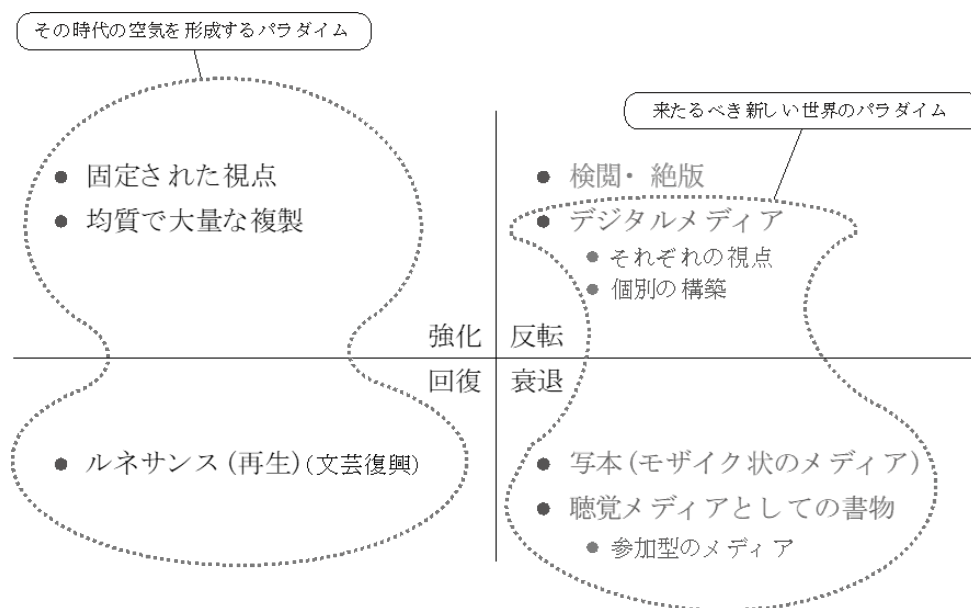 その時代の空気を形成するパラダイム
来たるべき新しい世界のパラダイム
● 固定された視点
● 均質で大量な複製
● 検閲・絶版
● デジタルメディア
● それぞれの視点
● 個別の構築
強化 反転
回復 衰退
● ルネサンス(再生)(文芸復興)
● 写本(モザイク状のメディア)
● 聴覚メディアとしての書物
● 参加型のメディア